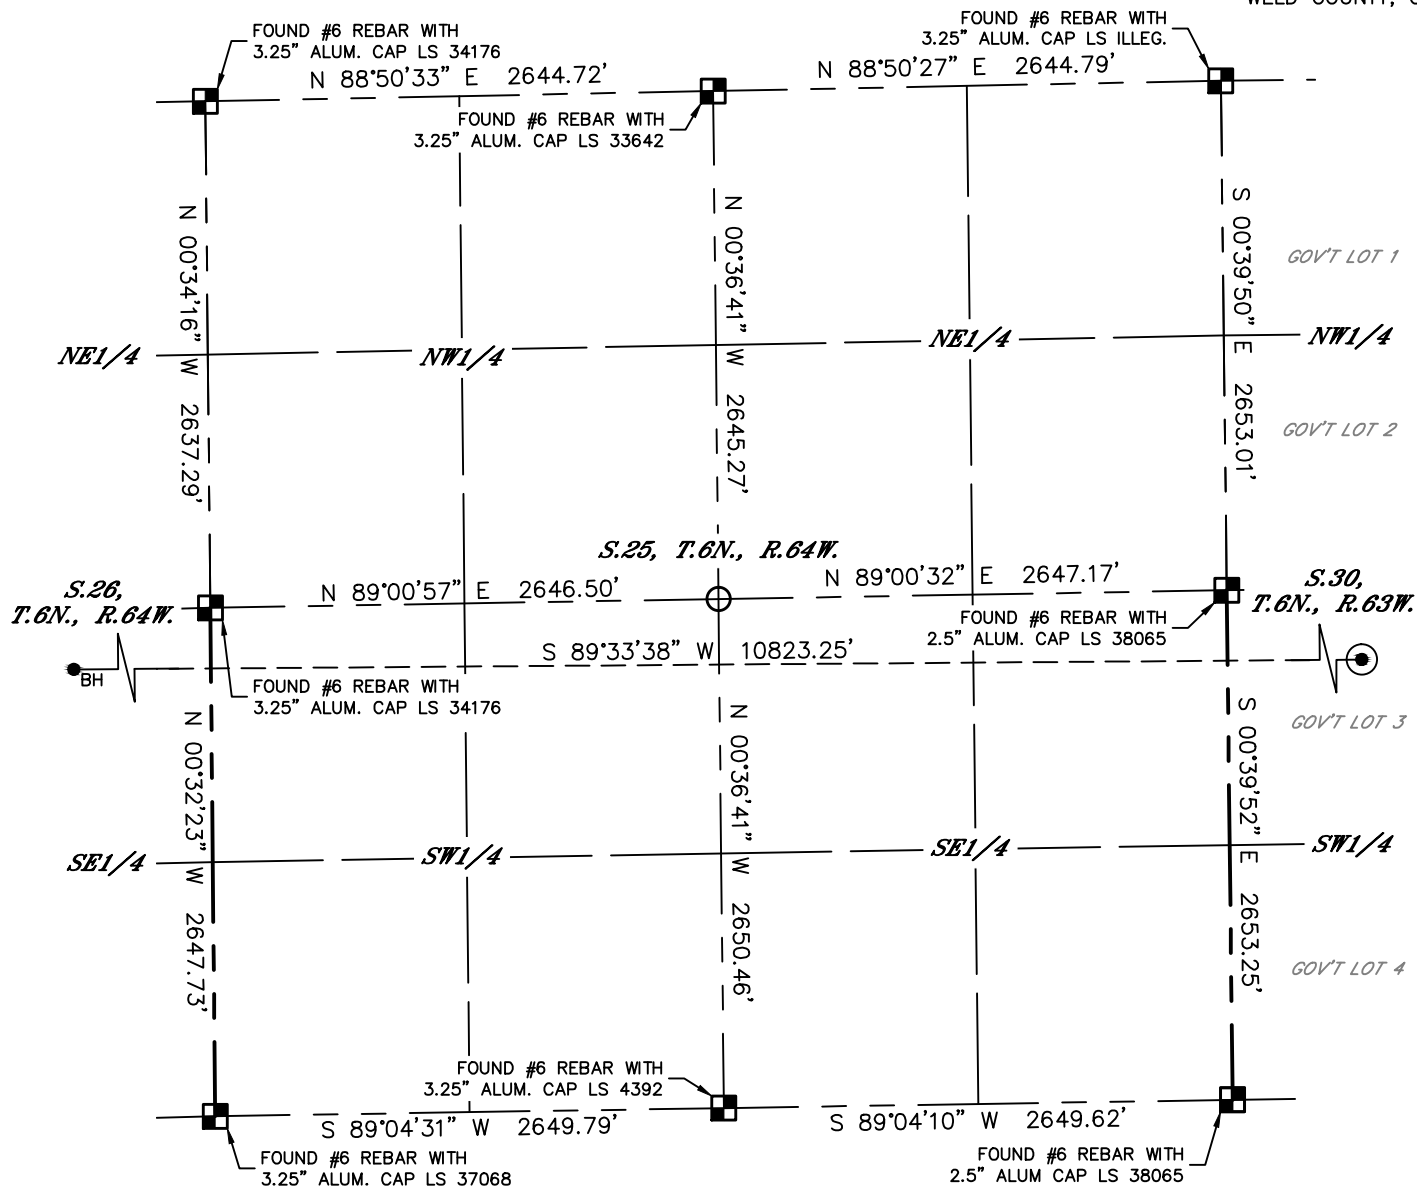 WELD COUNTY,
FOUND #6 REBAR WITH
3.25" ALUM. CAP LS 34176
FOUND #6 REBAR WITH
3.25" ALUM. CAP LS ILLEG.
N 88°50'33" E 2644.72'
N 88°50'27" E 2644.79'
FOUND #6 REBAR WITH
3.25" ALUM. CAP LS 33642
N 00°34'16" W 2637.29'
N 00°36'41" W 2645.27'
S 00°39'50" E 2653.01'
GOV'T LOT 1
NE1/4
NW1/4
NE1/4
NW1/4
GOV'T LOT 2
S.25, T.6N., R.64W.
S.26,
T.6N., R.64W.
N 89°00'57" E 2646.50'
N 89°00'32" E 2647.17'
S.30,
T.6N., R.63W.
FOUND #6 REBAR WITH
2.5" ALUM. CAP LS 38065
S 89°33'38" W 10823.25'
BH
FOUND #6 REBAR WITH
3.25" ALUM. CAP LS 34176
N 00°32'23" W 2647.73'
N 00°36'41" W 2650.46'
S 00°39'52" E 2653.25'
GOV'T LOT 3
SE1/4
SW1/4
SE1/4
SW1/4
GOV'T LOT 4
FOUND #6 REBAR WITH
3.25" ALUM. CAP LS 4392
S 89°04'31" W 2649.79'
S 89°04'10" W 2649.62'
FOUND #6 REBAR WITH
3.25" ALUM. CAP LS 37068
FOUND #6 REBAR WITH
2.5" ALUM CAP LS 38065